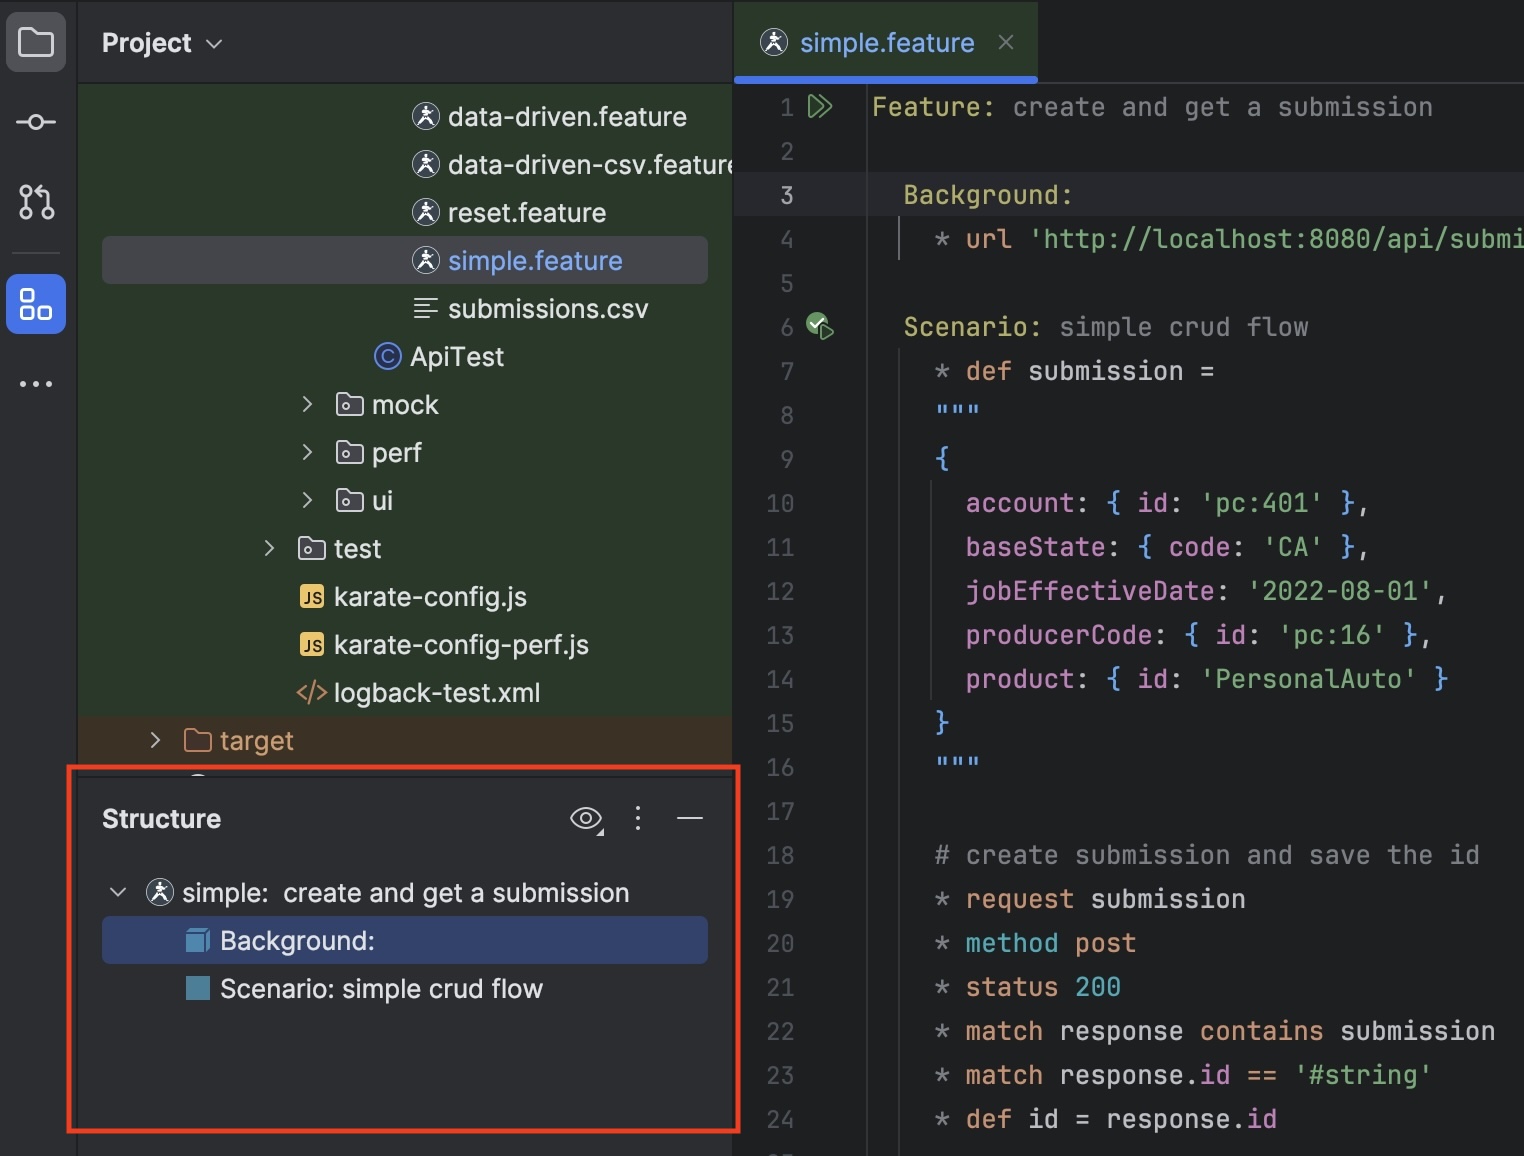 Project
data-driven.feature
data-driven-csv.feature
reset.feature
simple.feature
submissions.csv
ApiTest
mock
perf
ui
test
karate-config.js
karate-config-perf.js
logback-test.xml
target
Structure
simple: create and get a submission
Background:
Scenario: simple crud flow
simple.feature
1 Feature: create and get a submission
2
3 Background:
4 * url 'http://localhost:8080/api/submi
5
6 Scenario: simple crud flow
7 * def submission =
8 """
9 {
10 account: { id: 'pc:401' },
11 baseState: { code: 'CA' },
12 jobEffectiveDate: '2022-08-01',
13 producerCode: { id: 'pc:16' },
14 product: { id: 'PersonalAuto' }
15 }
16 """
17
18 # create submission and save the id
19 * request submission
20 * method post
21 * status 200
22 * match response contains submission
23 * match response.id == '#string'
24 * def id = response.id